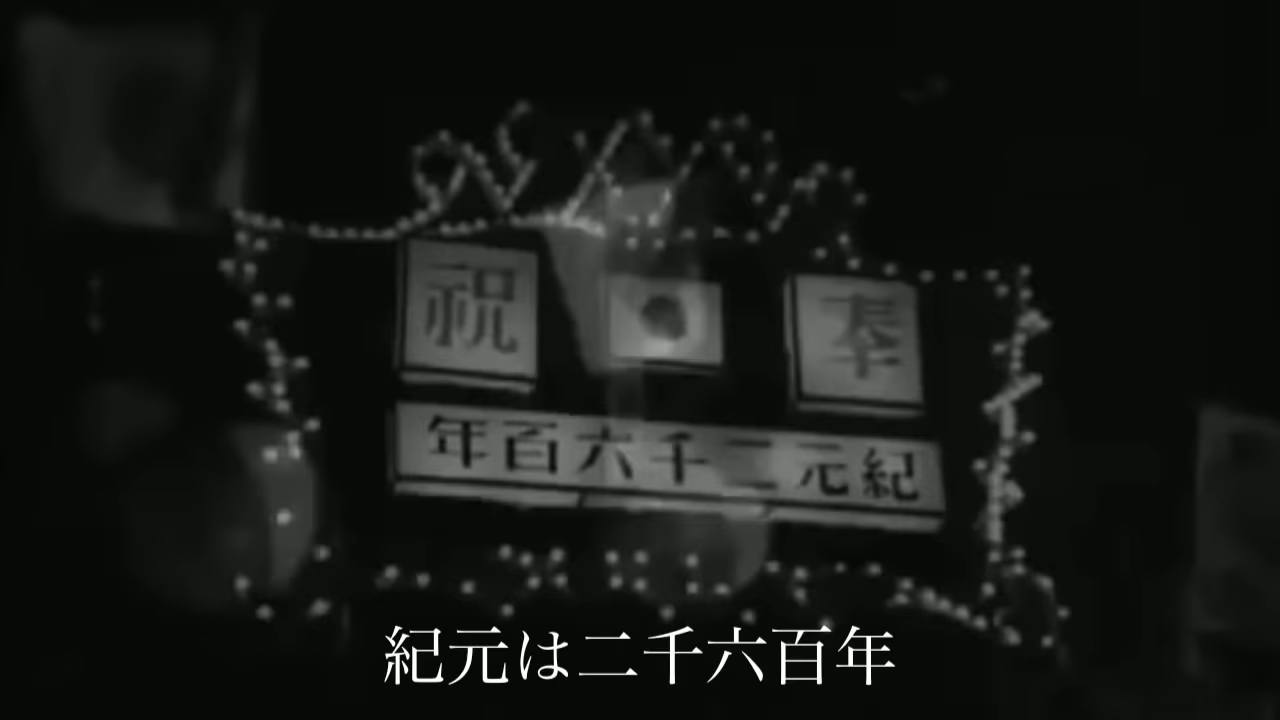 祝 奉
年百六千二元紀
紀元は二千六百年